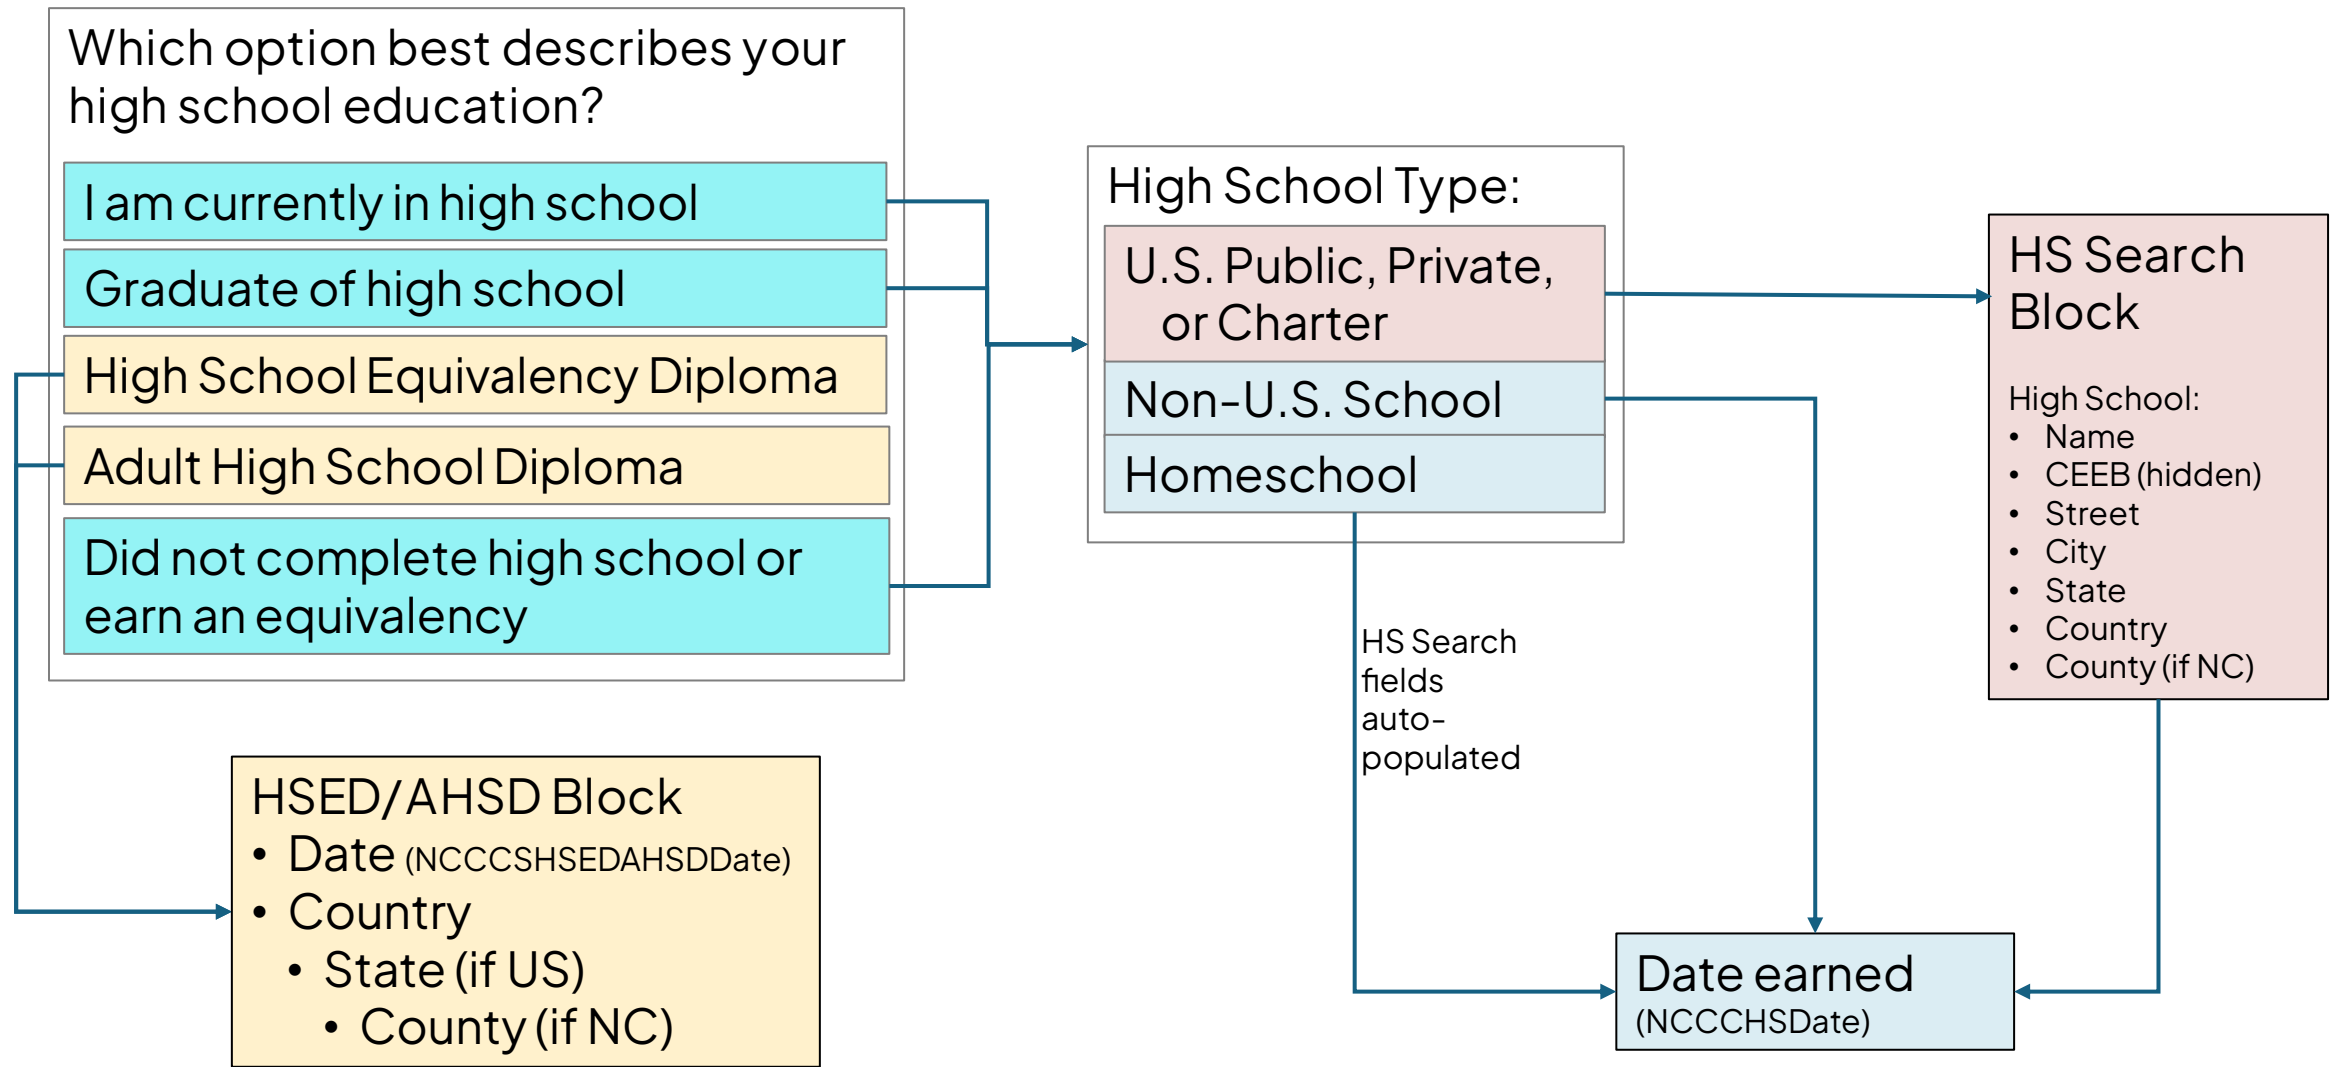 Which option best describes your
high school education?
I am currently in high school
Graduate of high school
High School Equivalency Diploma
Adult High School Diploma
Did not complete high school or
earn an equivalency
HSED/AHSD Block
• Date (NCCCSHSEDAHSDDate)
• Country
• State (if US)
• County (if NC)
High School Type:
U.S. Public, Private,
or Charter
Non-U.S. School
Homeschool
HS Search
fields
auto-
populated
HS Search
Block
High School:
• Name
• CEEB (hidden)
• Street
• City
• State
• Country
• County (if NC)
Date earned
(NCCCHSDate)